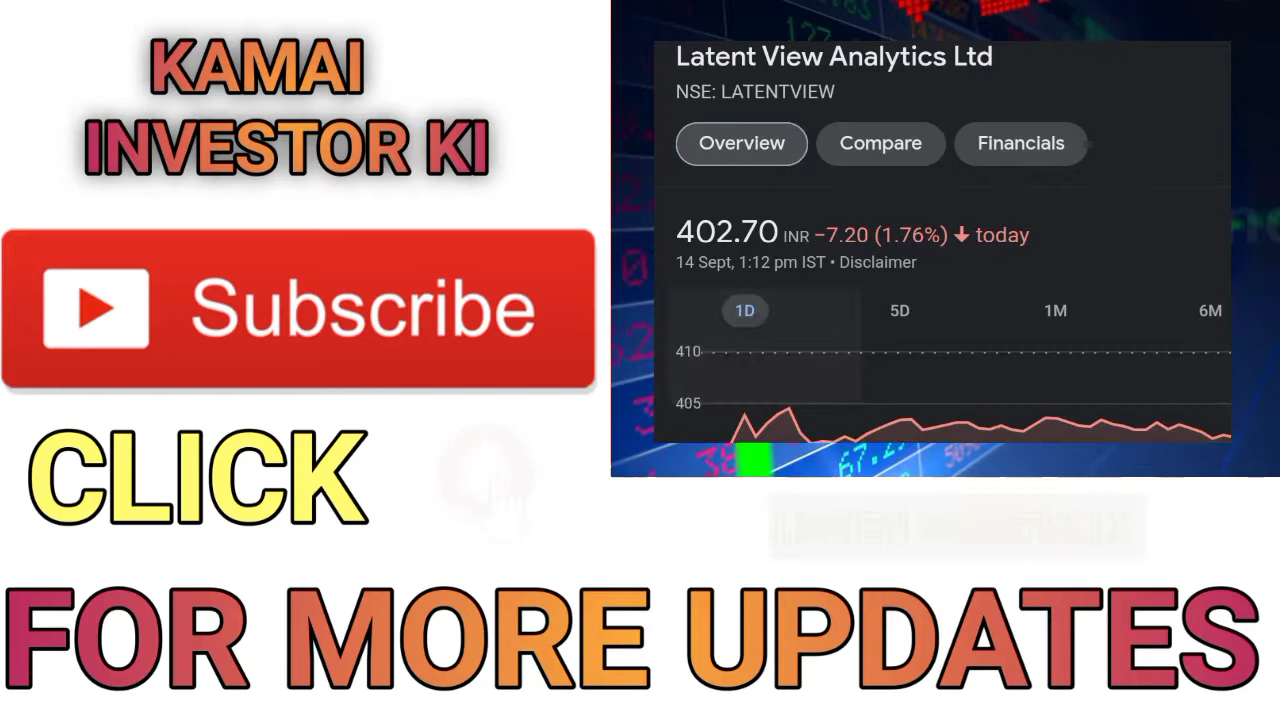 KAMAI
INVESTOR KI
Subscribe
CLICK
FOR MORE UPDATES
Latent View Analytics Ltd
NSE: LATENTVIEW
Overview Compare Financials
402.70 INR −7.20 (1.76%) ↓ today
14 Sept, 1:12 pm IST • Disclaimer
1D 5D 1M 6M
410
405
67.25